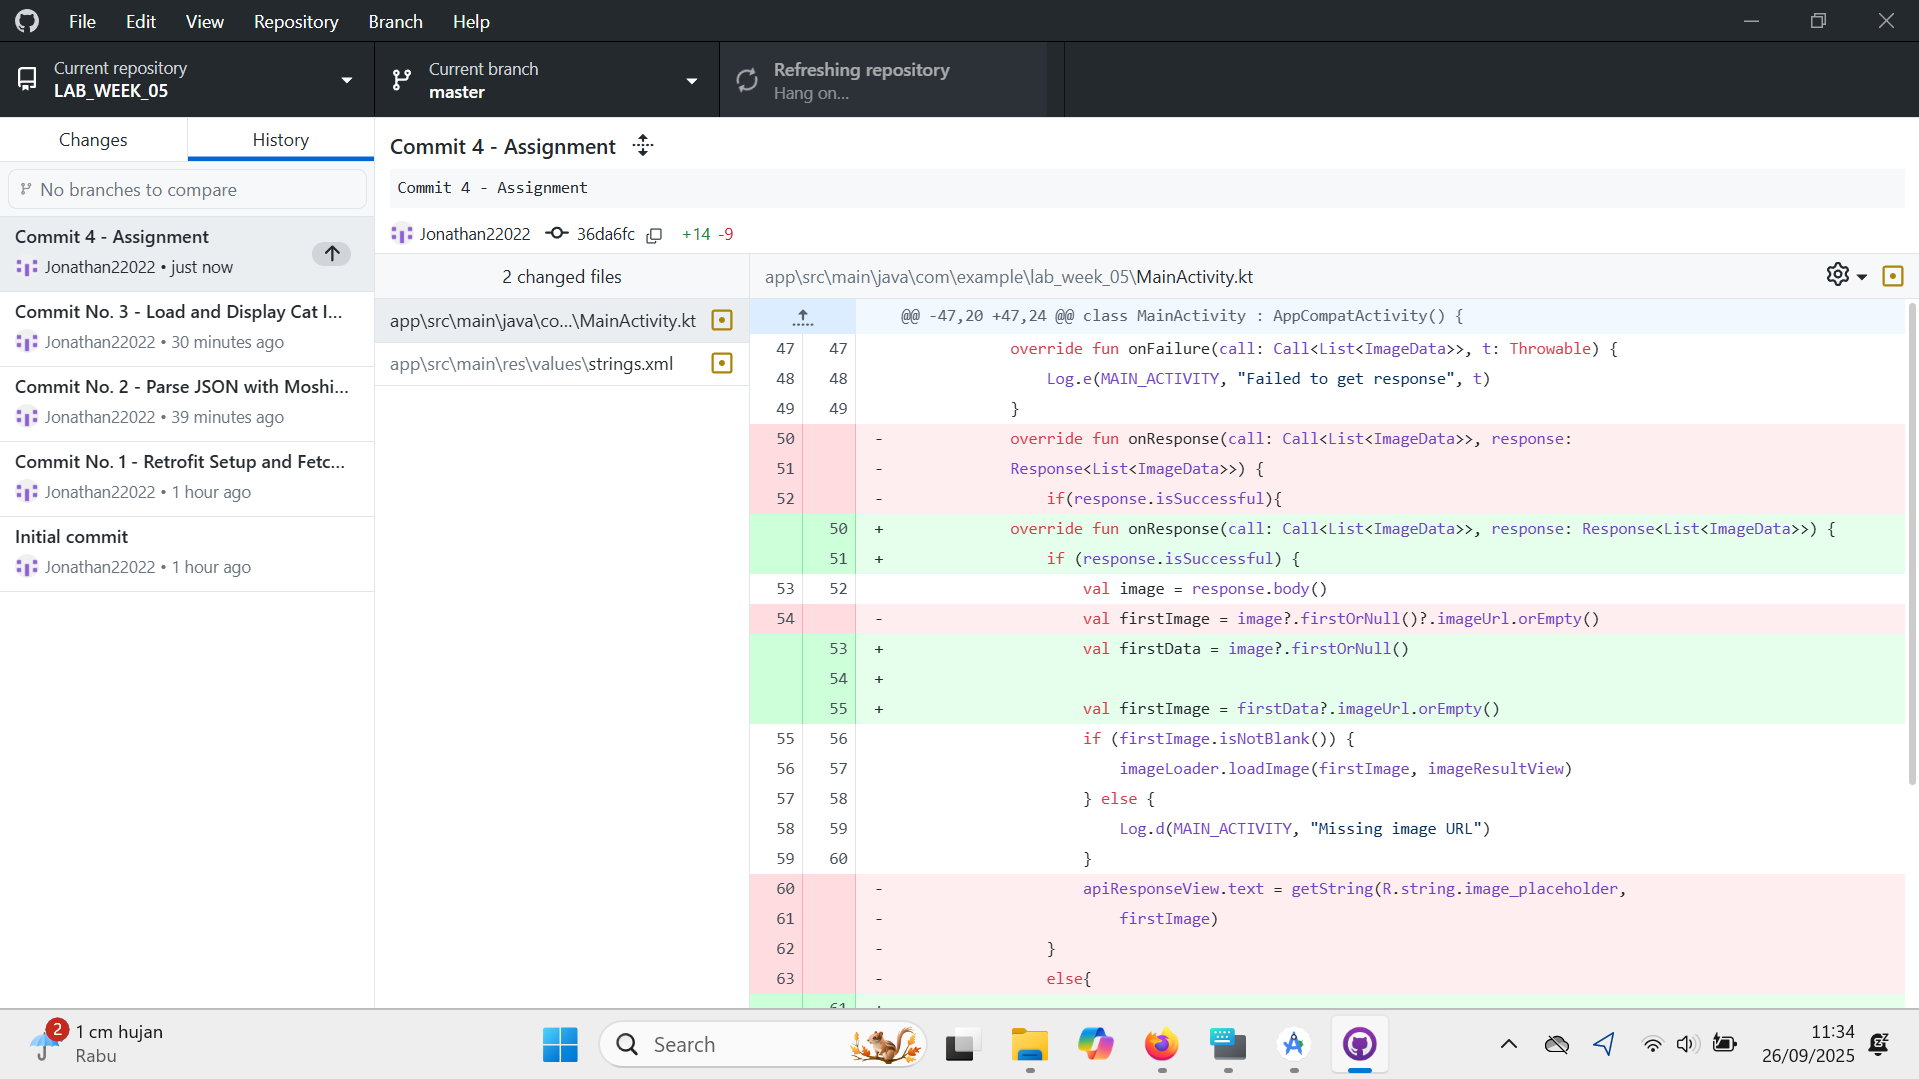 File Edit View Repository Branch Help
Current repository
LAB_WEEK_05
Current branch
master
Refreshing repository
Hang on...
Changes
History
No branches to compare
Commit 4 - Assignment
Jonathan22022 • just now
Commit No. 3 - Load and Display Cat I...
Jonathan22022 • 30 minutes ago
Commit No. 2 - Parse JSON with Moshi...
Jonathan22022 • 39 minutes ago
Commit No. 1 - Retrofit Setup and Fetc...
Jonathan22022 • 1 hour ago
Initial commit
Jonathan22022 • 1 hour ago
Commit 4 - Assignment
Commit 4 - Assignment
Jonathan22022 36da6fc +14 -9
2 changed files
app\src\main\java\co...\MainActivity.kt
app\src\main\res\values\strings.xml
app\src\main\java\com\example\lab_week_05\MainActivity.kt
@@ -47,20 +47,24 @@ class MainActivity : AppCompatActivity() {
47 47 override fun onFailure(call: Call<List<ImageData>>, t: Throwable) {
48 48 Log.e(MAIN_ACTIVITY, "Failed to get response", t)
49 49 }
50 - override fun onResponse(call: Call<List<ImageData>>, response:
51 - Response<List<ImageData>>) {
52 - if(response.isSuccessful){
50 + override fun onResponse(call: Call<List<ImageData>>, response: Response<List<ImageData>>) {
51 + if (response.isSuccessful) {
53 52 val image = response.body()
54 - val firstImage = image?.firstOrNull()?.imageUrl.orEmpty()
53 + val firstData = image?.firstOrNull()
54 +
55 + val firstImage = firstData?.imageUrl.orEmpty()
55 56 if (firstImage.isNotBlank()) {
56 57 imageLoader.loadImage(firstImage, imageResultView)
57 58 } else {
58 59 Log.d(MAIN_ACTIVITY, "Missing image URL")
59 60 }
60 - apiResponseView.text = getString(R.string.image_placeholder,
61 - firstImage)
62 - }
63 - else{
61 +
2
1 cm hujan
Rabu
Search
11:34
26/09/2025